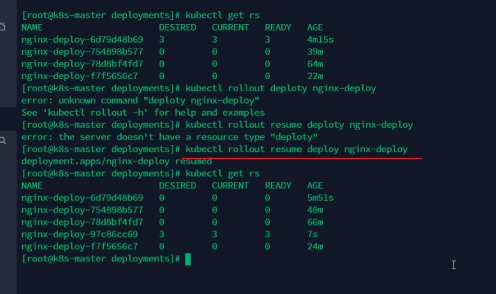 [root@k8s-master deployments]# kubectl get rs
NAME DESIRED CURRENT READY AGE
nginx-deploy-6d79d48b69 3 3 3 4m15s
nginx-deploy-754898b577 0 0 0 39m
nginx-deploy-78d8bf4fd7 0 0 0 64m
nginx-deploy-f7f5656c7 0 0 0 22m
[root@k8s-master deployments]# kubectl rollout deploty nginx-deploy
error: unknown command "deploty nginx-deploy"
See 'kubectl rollout -h' for help and examples
[root@k8s-master deployments]# kubectl rollout resume deploty nginx-deploy
error: the server doesn't have a resource type "deploty"
[root@k8s-master deployments]# kubectl rollout resume deploy nginx-deploy
deployment.apps/nginx-deploy resumed
[root@k8s-master deployments]# kubectl get rs
NAME DESIRED CURRENT READY AGE
nginx-deploy-6d79d48b69 0 0 0 5m51s
nginx-deploy-754898b577 0 0 0 40m
nginx-deploy-78d8bf4fd7 0 0 0 66m
nginx-deploy-97c86cc69 3 3 3 7s
nginx-deploy-f7f5656c7 0 0 0 24m
[root@k8s-master deployments]#